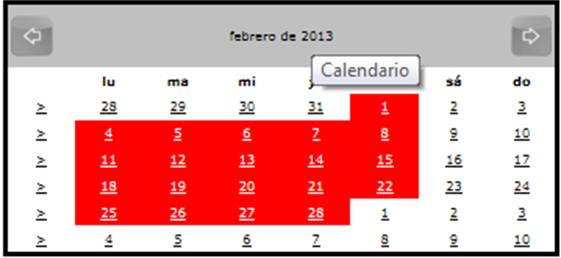 febrero de 2013
Calendario
lu ma mi j sá do
> 28 29 30 31 1 2 3
> 4 5 6 7 8 9 10
> 11 12 13 14 15 16 17
> 18 19 20 21 22 23 24
> 25 26 27 28 1 2 3
> 4 5 6 7 8 9 10